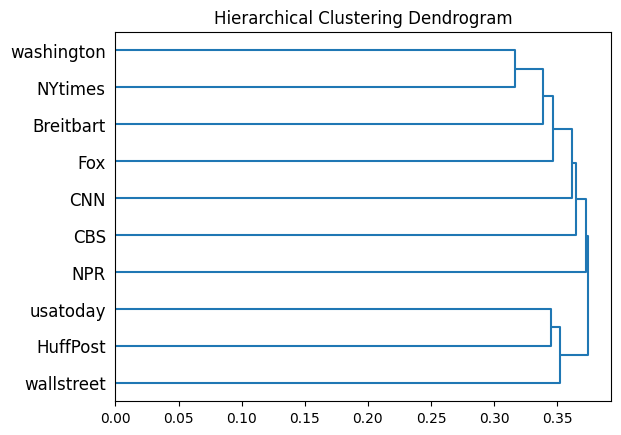 Hierarchical Clustering Dendrogram
washington
NYtimes
Breitbart
Fox
CNN
CBS
NPR
usatoday
HuffPost
wallstreet
0.00 0.05 0.10 0.15 0.20 0.25 0.30 0.35